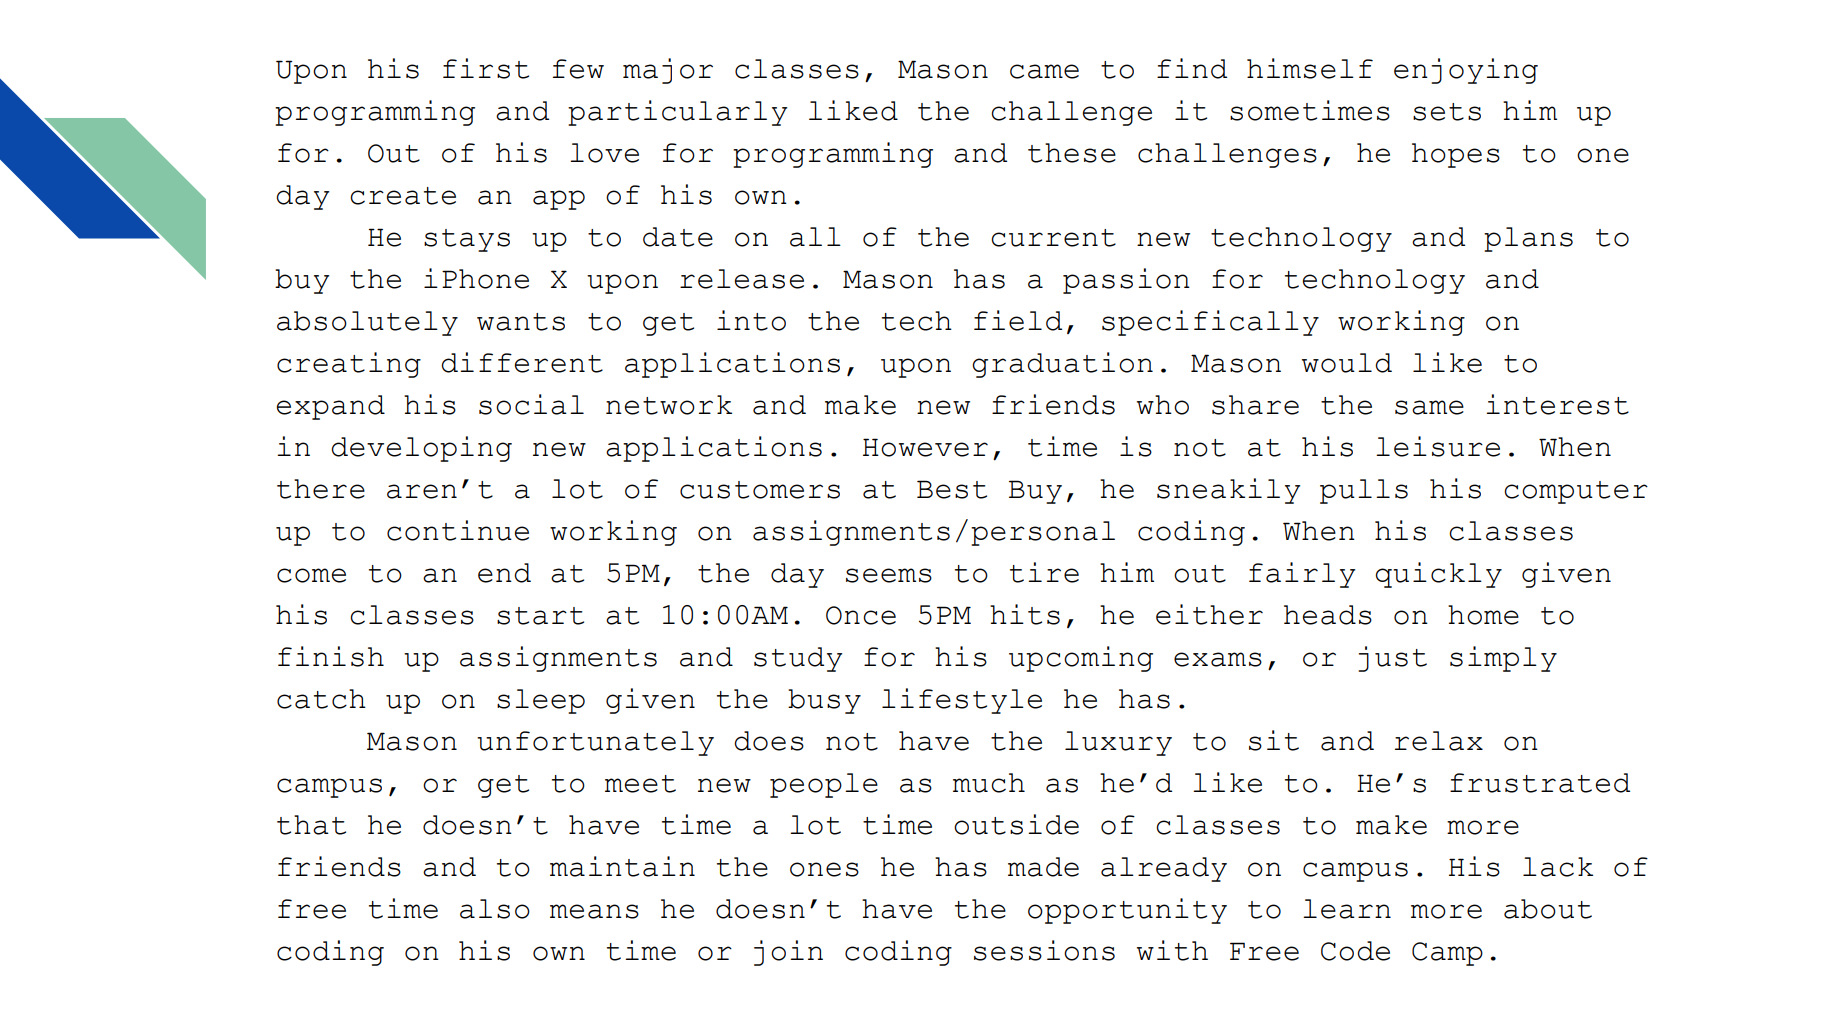 Upon his first few major classes, Mason came to find himself enjoying
programming and particularly liked the challenge it sometimes sets him up
for. Out of his love for programming and these challenges, he hopes to one
day create an app of his own.
He stays up to date on all of the current new technology and plans to
buy the iPhone X upon release. Mason has a passion for technology and
absolutely wants to get into the tech field, specifically working on
creating different applications, upon graduation. Mason would like to
expand his social network and make new friends who share the same interest
in developing new applications. However, time is not at his leisure. When
there aren’t a lot of customers at Best Buy, he sneakily pulls his computer
up to continue working on assignments/personal coding. When his classes
come to an end at 5PM, the day seems to tire him out fairly quickly given
his classes start at 10:00AM. Once 5PM hits, he either heads on home to
finish up assignments and study for his upcoming exams, or just simply
catch up on sleep given the busy lifestyle he has.
Mason unfortunately does not have the luxury to sit and relax on
campus, or get to meet new people as much as he’d like to. He’s frustrated
that he doesn’t have time a lot time outside of classes to make more
friends and to maintain the ones he has made already on campus. His lack of
free time also means he doesn’t have the opportunity to learn more about
coding on his own time or join coding sessions with Free Code Camp.